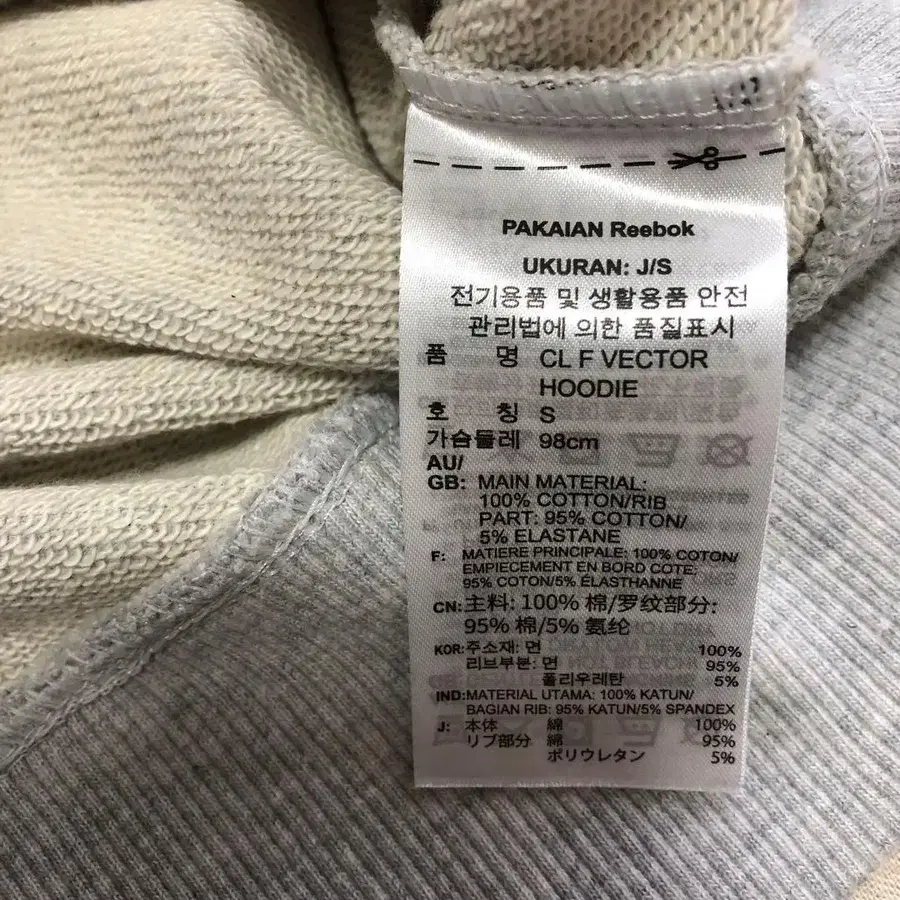 PAKAIAN Reebok
UKURAN: J/S
전기용품 및 생활용품 안전
관리법에 의한 품질표시
품 명 CL F VECTOR
HOODIE
호 칭 S
가슴둘레 98cm
AU/
GB: MAIN MATERIAL:
100% COTTON/RIB
PART: 95% COTTON/
5% ELASTANE
F: MATIERE PRINCIPALE: 100% COTON/
EMPIECEMENT EN BORD COTE:
95% COTON/5% ÉLASTHANNE
CN: 主料: 100% 棉/罗纹部分:
95% 棉/5% 氨纶
KOR: 주소재: 면 100%
리브부분: 면 95%
폴리우레탄 5%
IND: MATERIAL UTAMA: 100% KATUN/
BAGIAN RIB: 95% KATUN/5% SPANDEX
J: 本体 綿 100%
リブ部分 綿 95%
ポリウレタン 5%